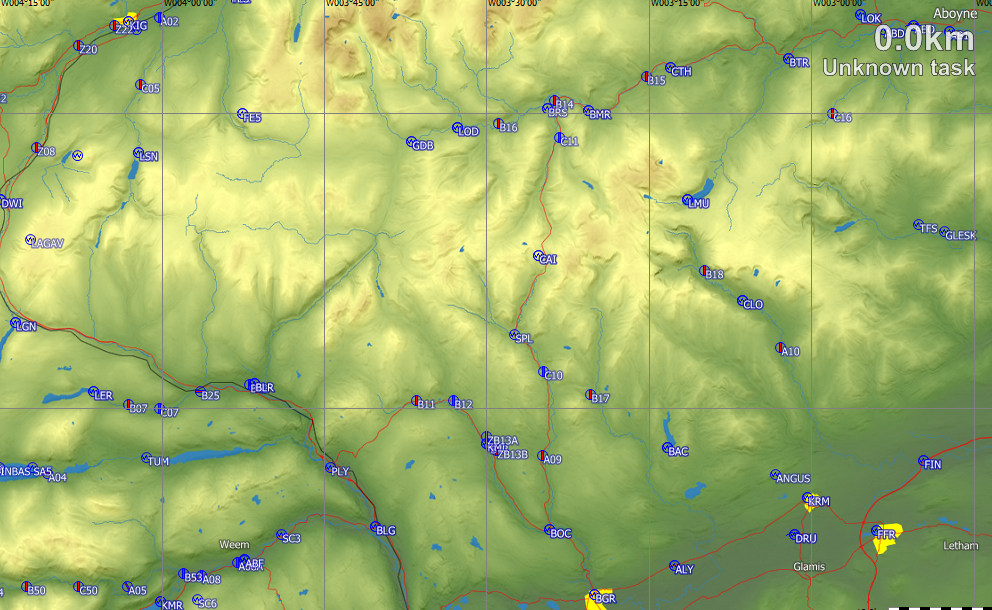 W004°15'00"
W004°00'00"
W003°45'00"
W003°30'00"
W003°15'00"
W003°00'00"
KIG
A02
LOK
Aboyne
Z20
0.0km
BTR
Unknown task
CTH
B15
C05
B14
BRS
BMR
FE5
C16
LOD
B16
GDB
C11
Z08
LSN
DWI
LMU
LAGAV
TFS
GLESK
CAI
B18
CLO
LGN
SPL
A10
C10
BLR
LER
B25
B17
B07
C07
B11
B12
ZB13A
ZB13B
BAC
TUM
A09
FIN
INBAS
SA5
A04
PLY
ANGUS
KRM
BLG
BOC
FFR
SC3
DRU
Weem
Letham
ABF
Glamis
ALY
B53
A08
B50
C50
A05
KMR
SC6
BGR